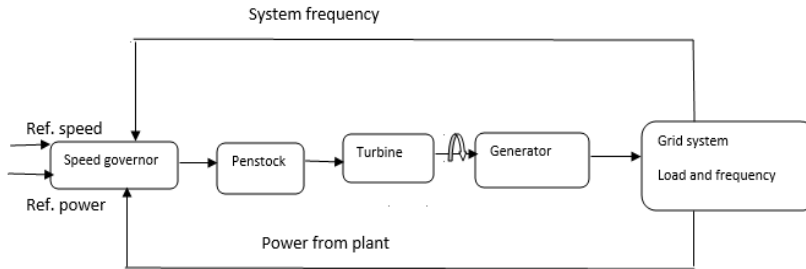 System frequency
Ref. speed
Speed governor
Penstock
Turbine
Generator
Grid system
Load and frequency
Ref. power
Power from plant